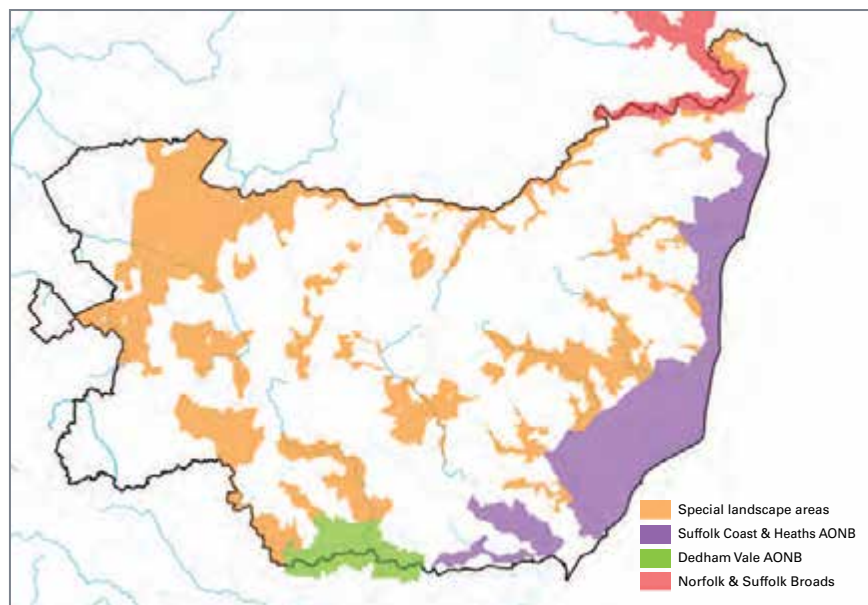 Special landscape areas
Suffolk Coast & Heaths AONB
Dedham Vale AONB
Norfolk & Suffolk Broads